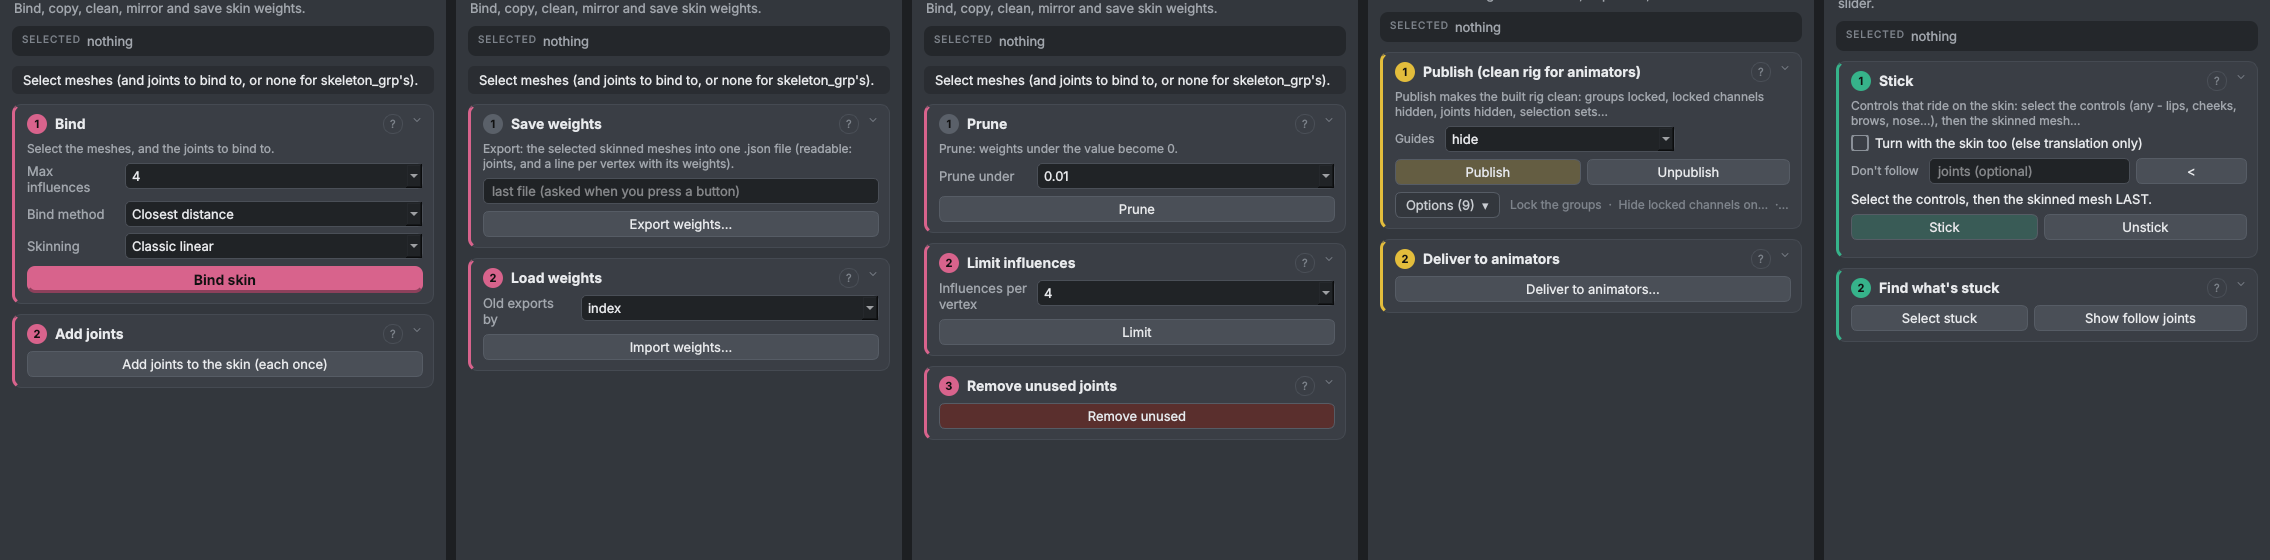 Bind, copy, clean, mirror and save skin weights.
SELECTED nothing
Select meshes (and joints to bind to, or none for skeleton_grp's).
1 Bind ?
Select the meshes, and the joints to bind to.
Max
influences
4
Bind method Closest distance
Skinning Classic linear
Bind skin
2 Add joints ?
Add joints to the skin (each once)
Bind, copy, clean, mirror and save skin weights.
SELECTED nothing
Select meshes (and joints to bind to, or none for skeleton_grp's).
1 Save weights ?
Export: the selected skinned meshes into one .json file (readable:
joints, and a line per vertex with its weights).
last file (asked when you press a button)
Export weights...
2 Load weights ?
Old exports
by
index
Import weights...
Bind, copy, clean, mirror and save skin weights.
SELECTED nothing
Select meshes (and joints to bind to, or none for skeleton_grp's).
1 Prune ?
Prune: weights under the value become 0.
Prune under 0.01
Prune
2 Limit influences ?
Influences per
vertex
4
Limit
3 Remove unused joints ?
Remove unused
SELECTED nothing
1 Publish (clean rig for animators) ?
Publish makes the built rig clean: groups locked, locked channels
hidden, joints hidden, selection sets...
Guides hide
Publish Unpublish
Options (9) ▾ Lock the groups · Hide locked channels on... ·...
2 Deliver to animators ?
Deliver to animators...
slider.
SELECTED nothing
1 Stick ?
Controls that ride on the skin: select the controls (any - lips, cheeks,
brows, nose...), then the skinned mesh...
Turn with the skin too (else translation only)
Don't follow joints (optional) <
Select the controls, then the skinned mesh LAST.
Stick Unstick
2 Find what's stuck ?
Select stuck Show follow joints